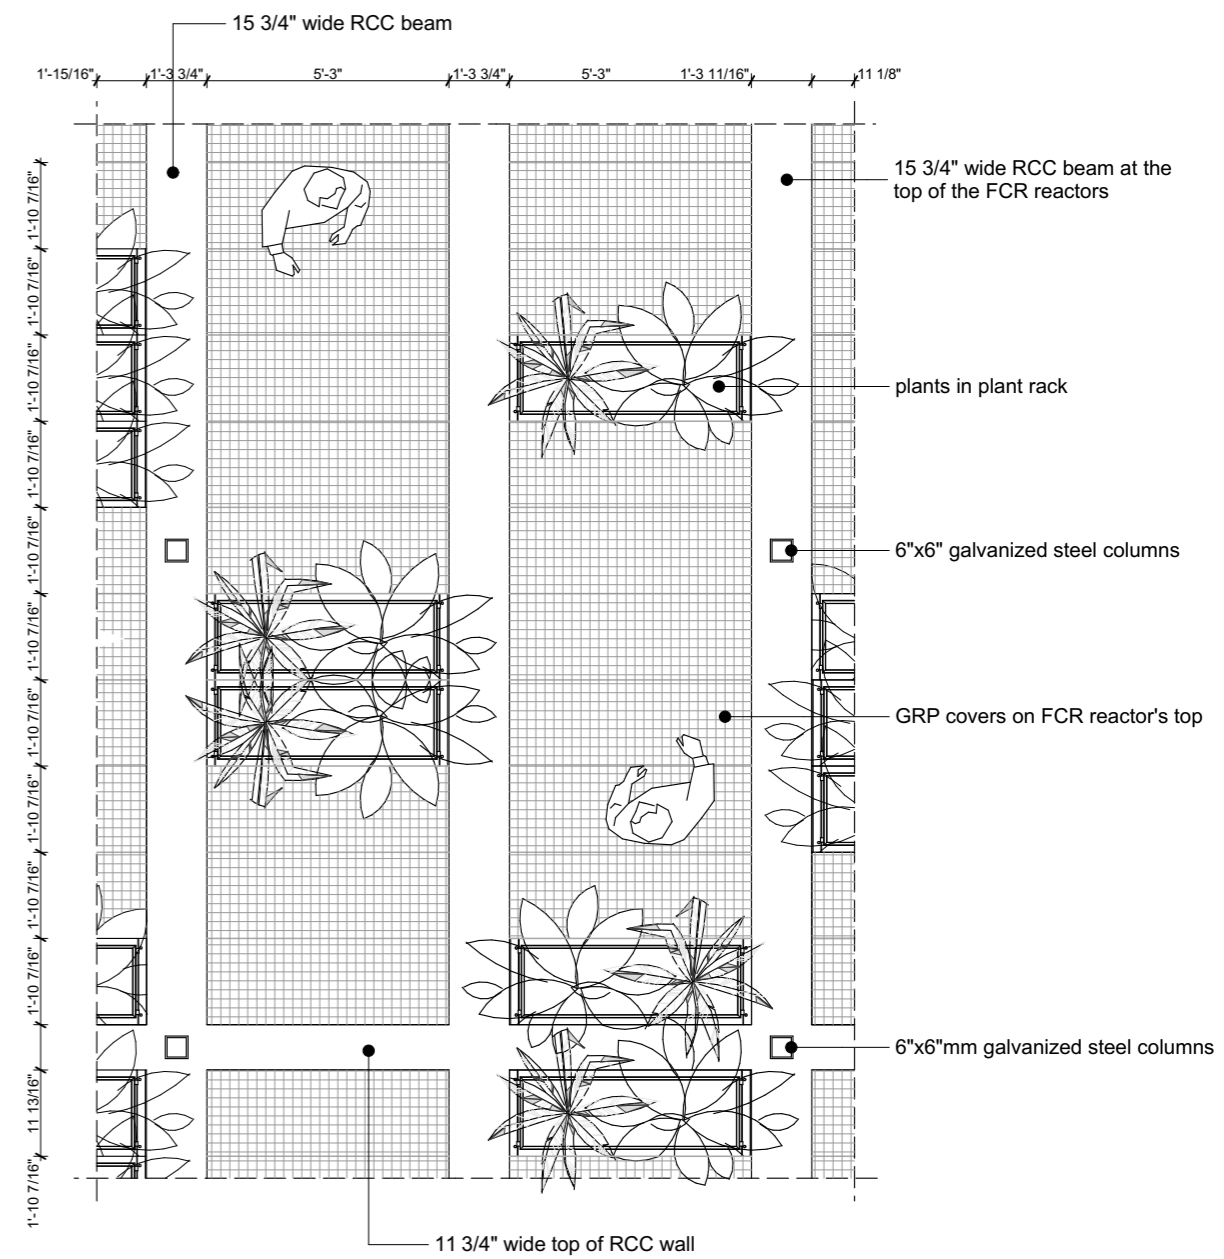 15 3/4" wide RCC beam
1'-15/16" 1'-3 3/4" 5'-3" 1'-3 3/4" 5'-3" 1'-3 11/16" 11 1/8"
15 3/4" wide RCC beam at the
top of the FCR reactors
1'-10 7/16"
1'-10 7/16"
1'-10 7/16"
plants in plant rack
1'-10 7/16"
1'-10 7/16"
6"x6" galvanized steel columns
1'-10 7/16"
1'-10 7/16"
GRP covers on FCR reactor's top
1'-10 7/16"
1'-10 7/16"
1'-10 7/16"
6"x6"mm galvanized steel columns
11 13/16"
1'-10 7/16"
11 3/4" wide top of RCC wall